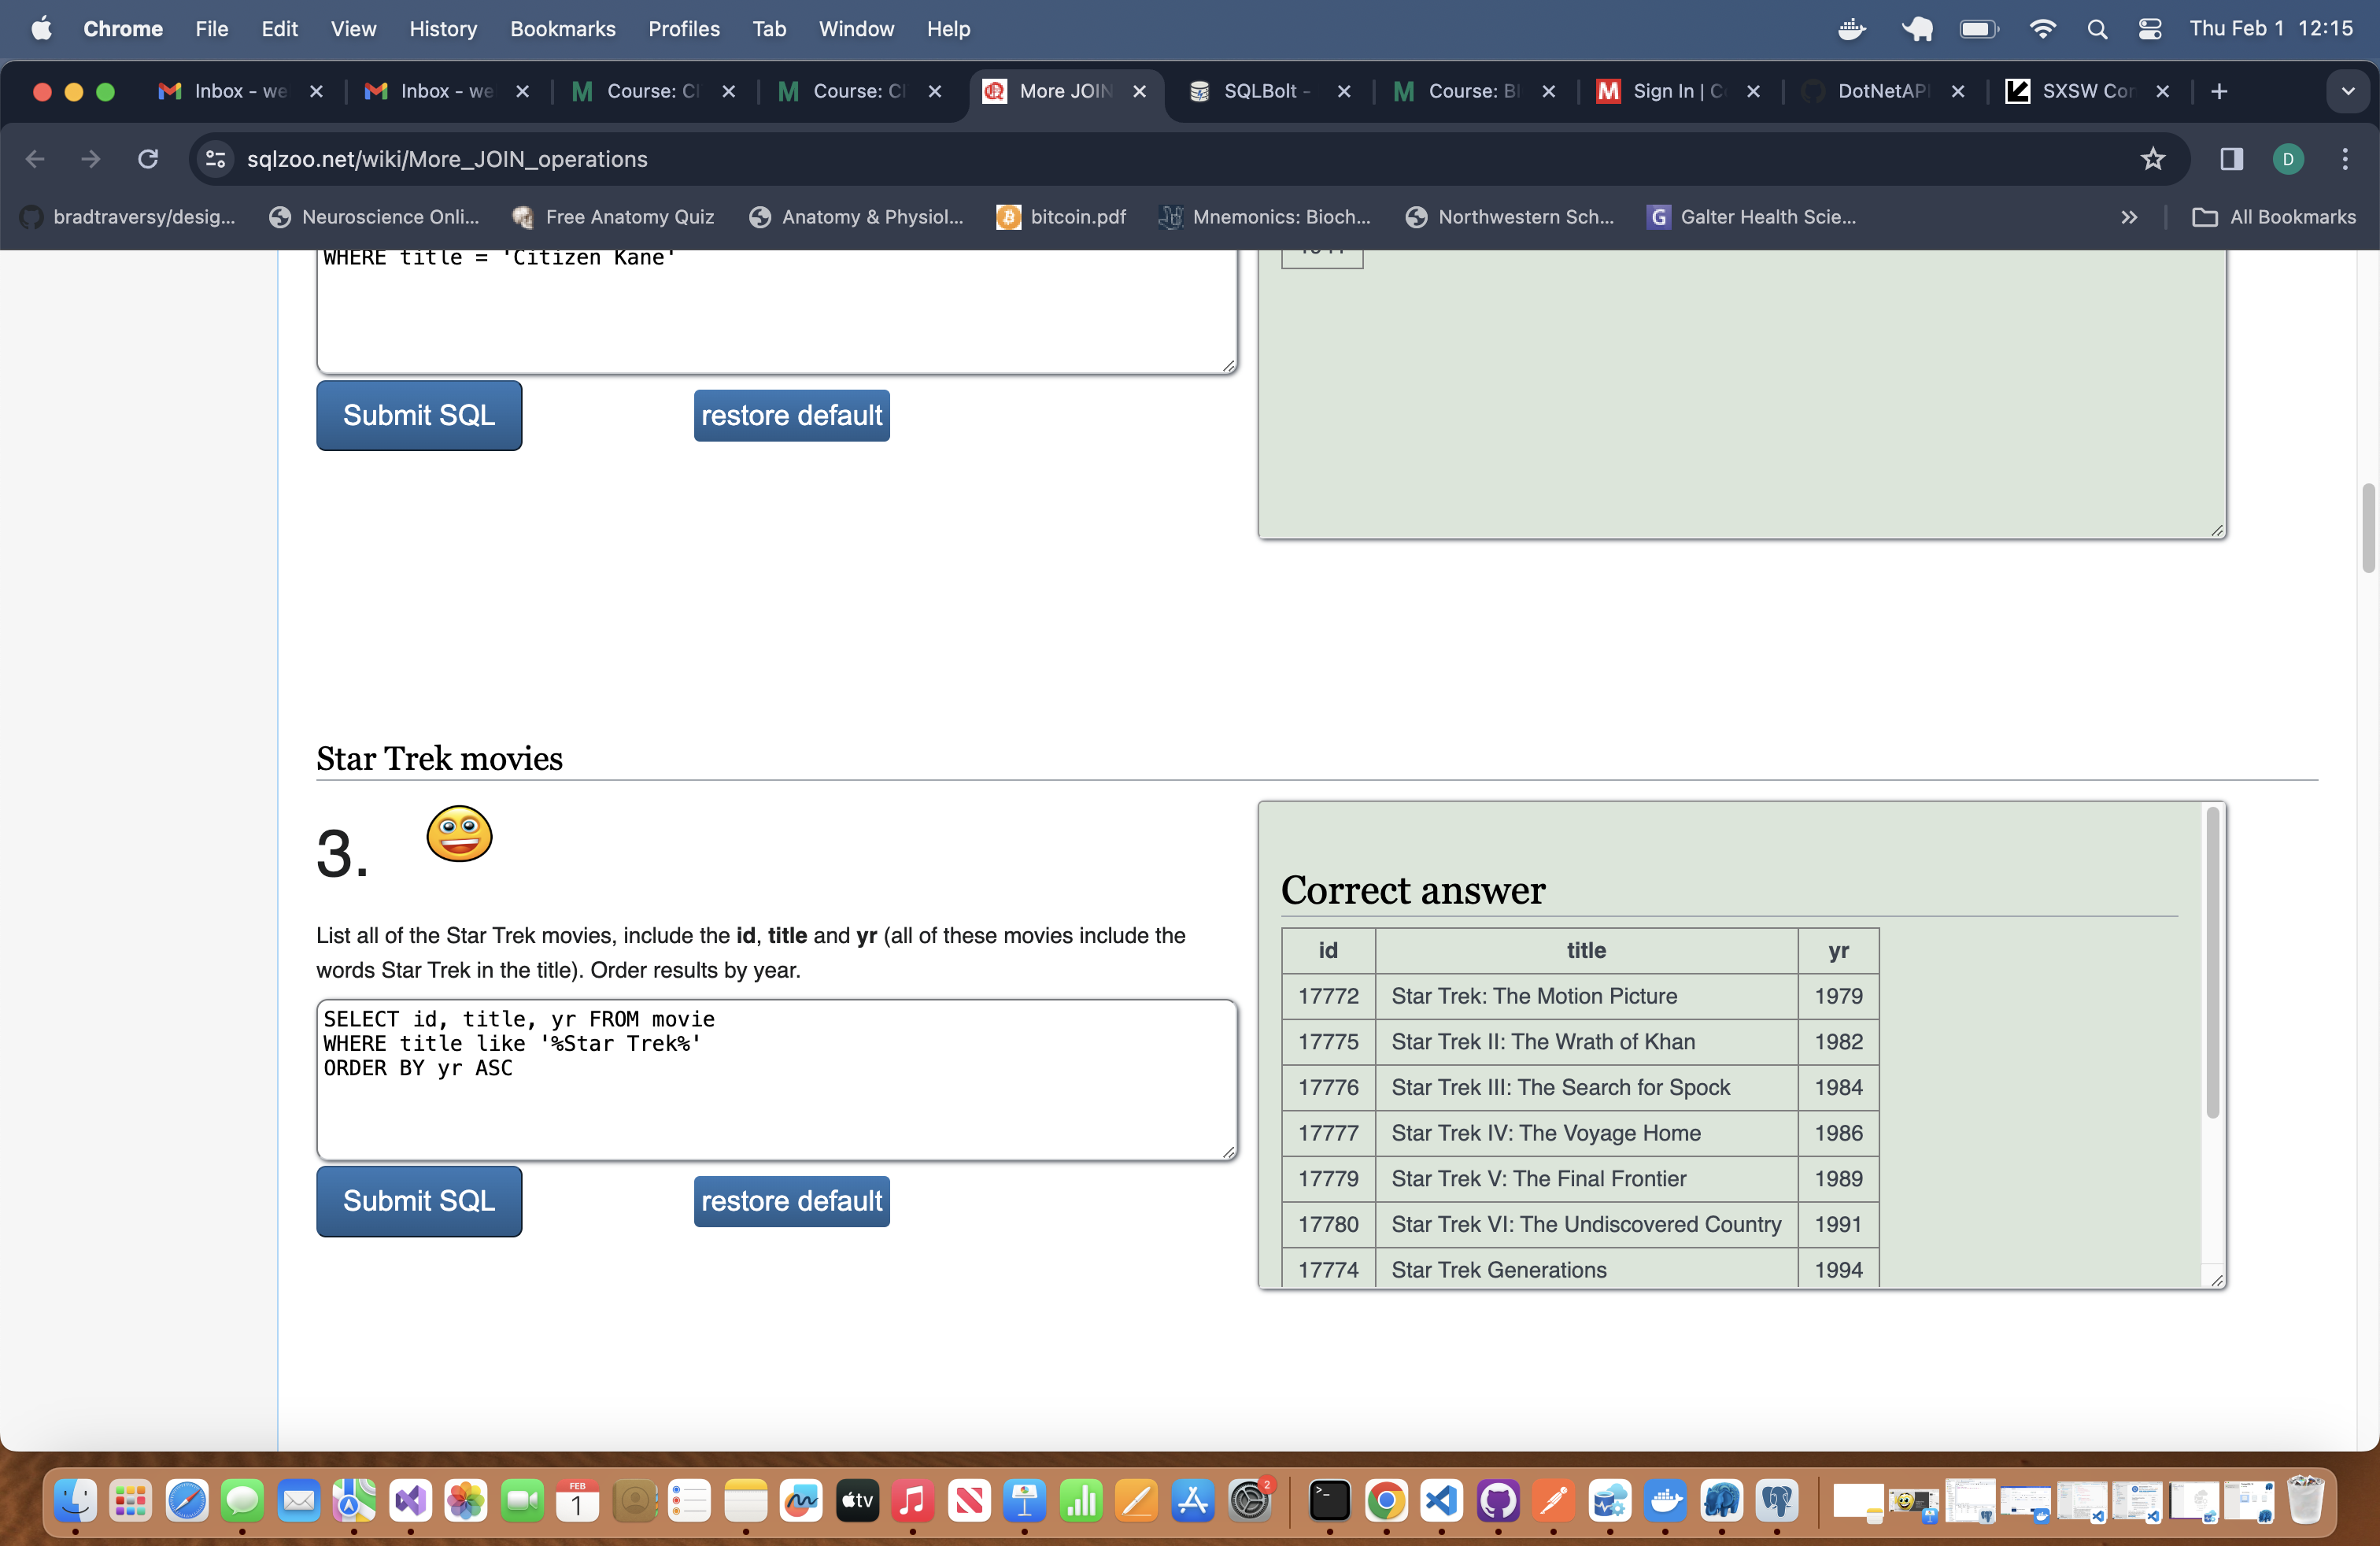 Chrome File Edit View History Bookmarks Profiles Tab Window Help Thu Feb 1 12:15
Inbox - we Inbox - we Course: Cl Course: Cl More JOIN SQLBolt - Course: Bl Sign In | C DotNetAPI SXSW Cor
sqlzoo.net/wiki/More_JOIN_operations D
bradtraversy/desig... Neuroscience Onli... Free Anatomy Quiz Anatomy & Physiol... bitcoin.pdf Mnemonics: Bioch... Northwestern Sch... Galter Health Scie... » All Bookmarks
WHERE title = 'Citizen Kane'
Submit SQL restore default
Star Trek movies
3.
List all of the Star Trek movies, include the id, title and yr (all of these movies include the
words Star Trek in the title). Order results by year.
SELECT id, title, yr FROM movie
WHERE title like '%Star Trek%'
ORDER BY yr ASC
Submit SQL restore default
Correct answer
id title yr
17772 Star Trek: The Motion Picture 1979
17775 Star Trek II: The Wrath of Khan 1982
17776 Star Trek III: The Search for Spock 1984
17777 Star Trek IV: The Voyage Home 1986
17779 Star Trek V: The Final Frontier 1989
17780 Star Trek VI: The Undiscovered Country 1991
17774 Star Trek Generations 1994
FEB
1
tv
2